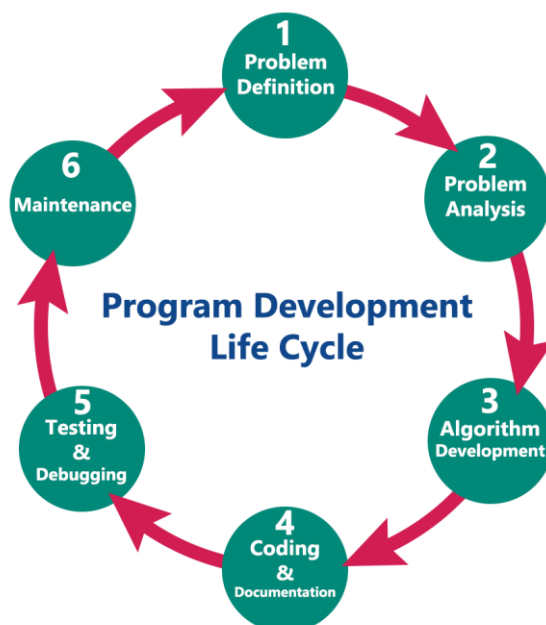 1
Problem
Definition
2
Problem
Analysis
3
Algorithm
Development
4
Coding
&
Documentation
5
Testing
&
Debugging
6
Maintenance
Program Development
Life Cycle